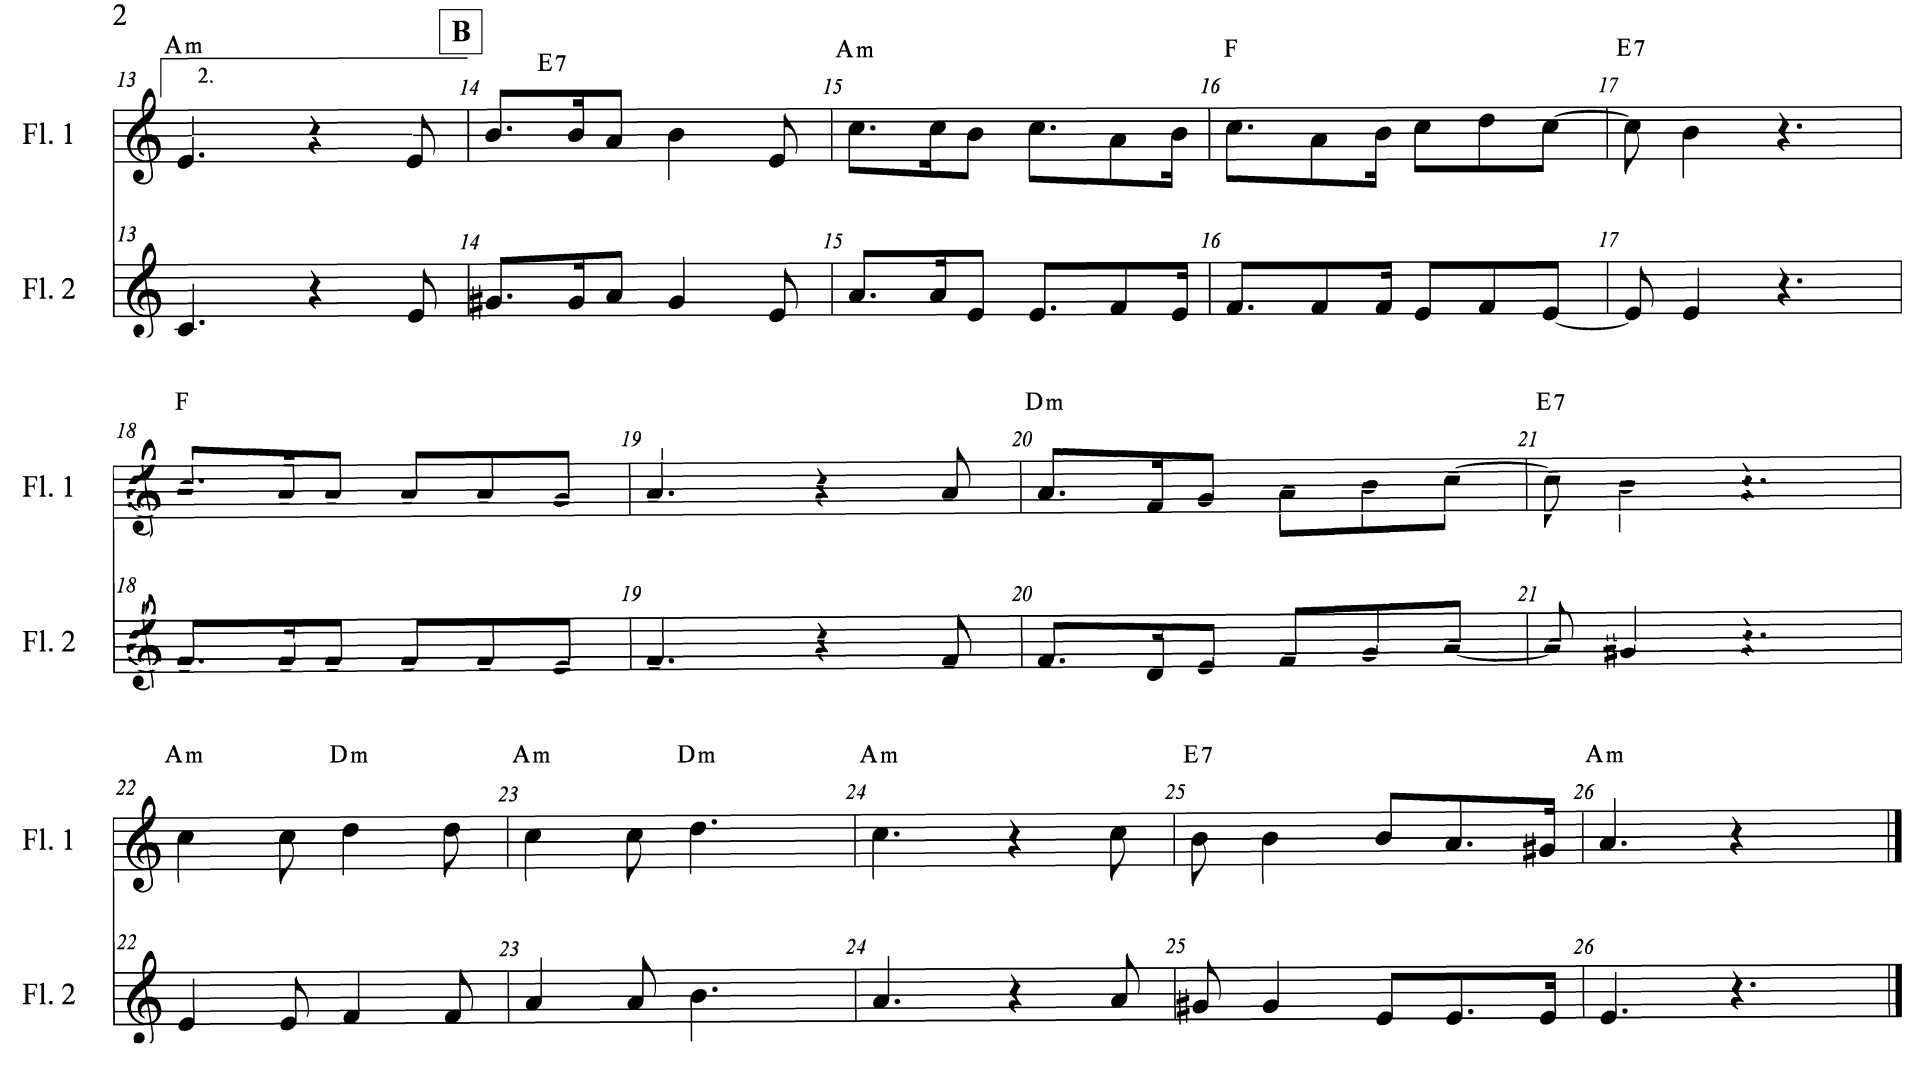 2
B
Am E7 Am F E7
2.
13 14 15 16 17
Fl. 1
13 14 15 16 17
Fl. 2
F Dm E7
18 19 20 21
Fl. 1
18 19 20 21
Fl. 2
Am Dm Am Dm Am E7 Am
22 23 24 25 26
Fl. 1
22 23 24 25 26
Fl. 2